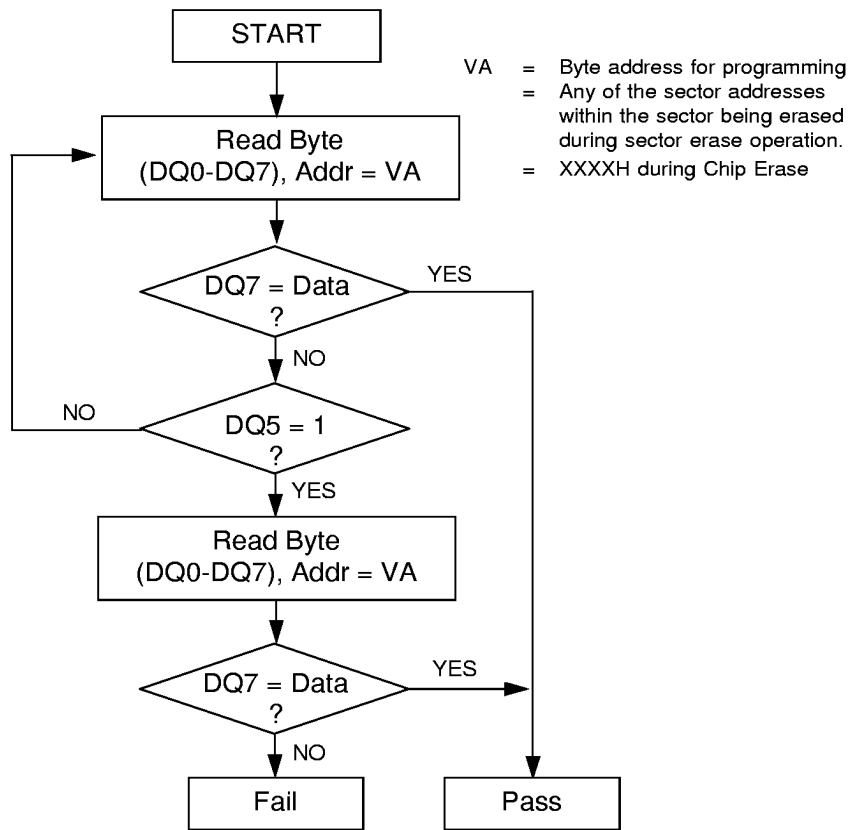 START
VA = Byte address for programming
= Any of the sector addresses
within the sector being erased
during sector erase operation.
= XXXXH during Chip Erase
Read Byte
(DQ0-DQ7), Addr = VA
DQ7 = Data
?
YES
NO
DQ5 = 1
?
NO
YES
Read Byte
(DQ0-DQ7), Addr = VA
DQ7 = Data
?
YES
NO
Fail
Pass